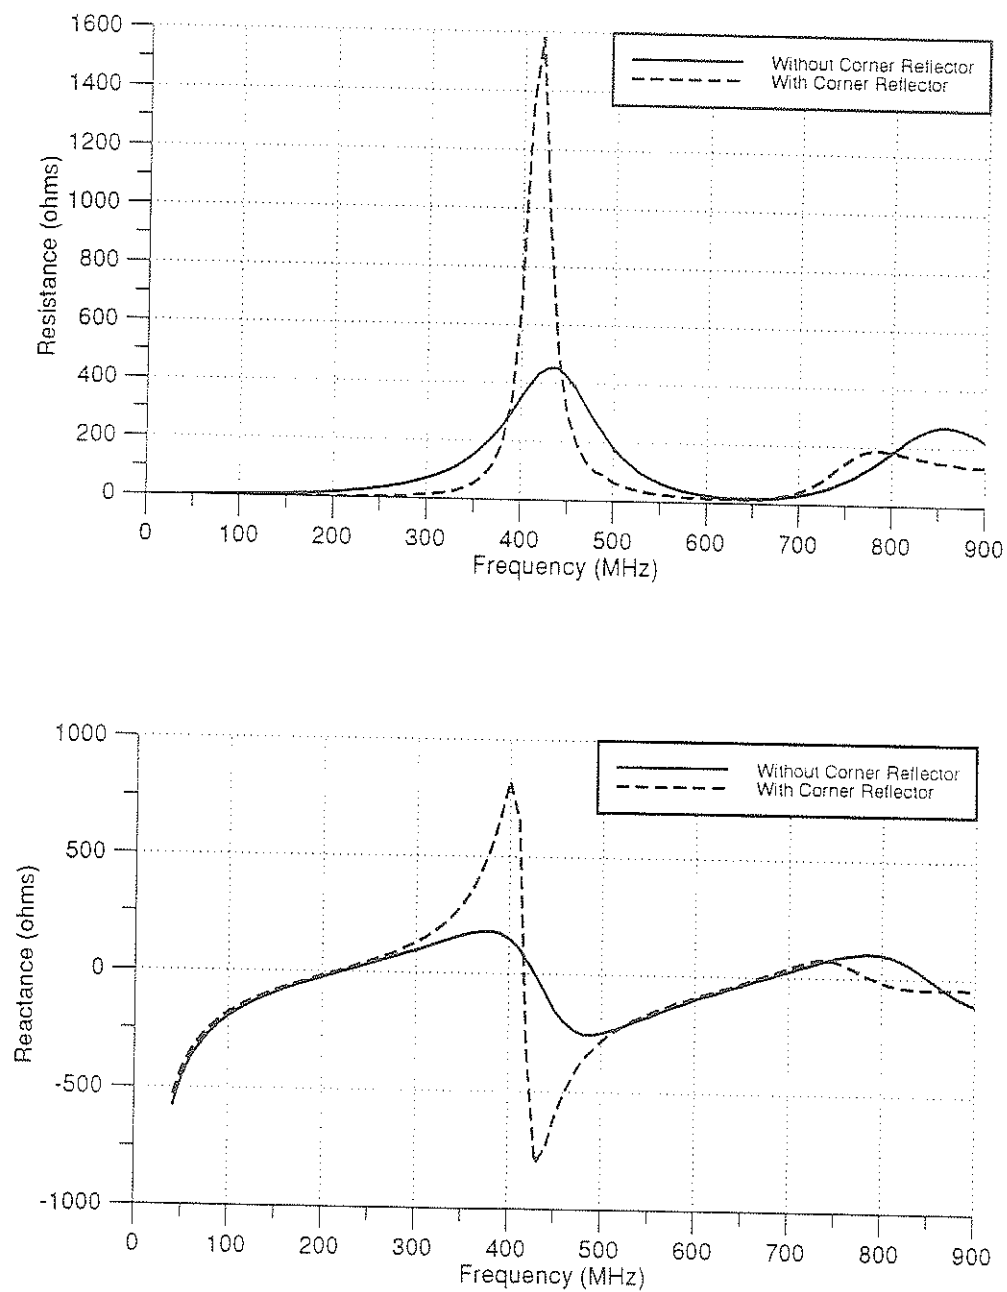 1600
1400
1200
1000
800
600
400
200
0
Resistance (ohms)
Without Corner Reflector
With Corner Reflector
0 100 200 300 400 500 600 700 800 900
Frequency (MHz)
1000
500
0
-500
-1000
Reactance (ohms)
Without Corner Reflector
With Corner Reflector
0 100 200 300 400 500 600 700 800 900
Frequency (MHz)